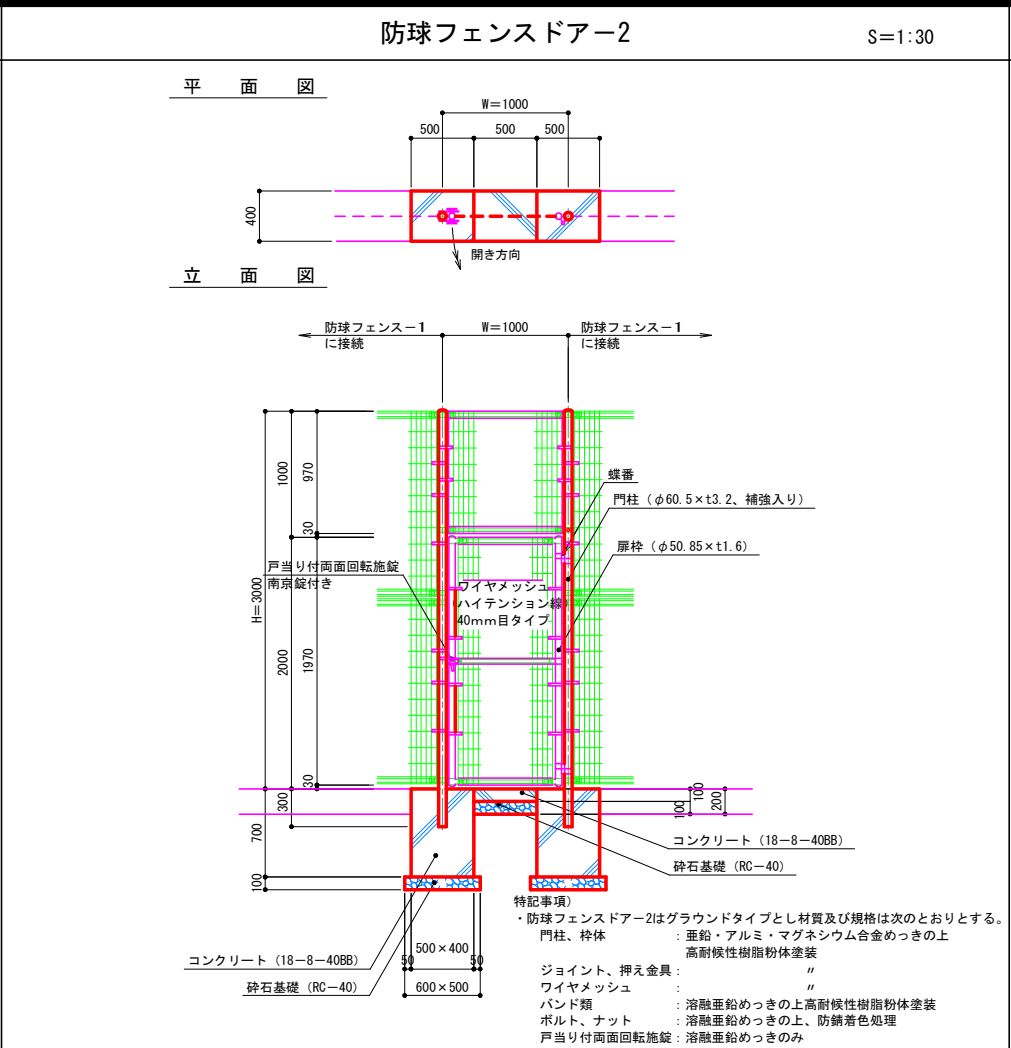 防球フェンスドアー2
S=1:30
平面図
W=1000
500 500 500
400
開き方向
立面図
防球フェンスー1
に接続
W=1000
防球フェンスー1
に接続
1000
970
30
H=3000
2000
1970
30
300
700
100
蝶番
門柱(φ60.5×t3.2、補強入り)
扉枠(φ50.85×t1.6)
戸当り付両面回転施錠
南京錠付き
ワイヤメッシュ
(ハイテンション線)
40mm目タイプ
100
100
200
コンクリート(18-8-40BB)
砕石基礎(RC-40)
500×400
50
50
600×500
コンクリート(18-8-40BB)
砕石基礎(RC-40)
特記事項)
・防球フェンスドアー2はグラウンドタイプとし材質及び規格は次のとおりとする。
門柱、枠体 :亜鉛・アルミ・マグネシウム合金めっきの上
高耐候性樹脂粉体塗装
ジョイント、押え金具: 〃
ワイヤメッシュ : 〃
バンド類 :溶融亜鉛めっきの上高耐候性樹脂粉体塗装
ボルト、ナット :溶融亜鉛めっきの上、防錆着色処理
戸当り付両面回転施錠:溶融亜鉛めっきのみ